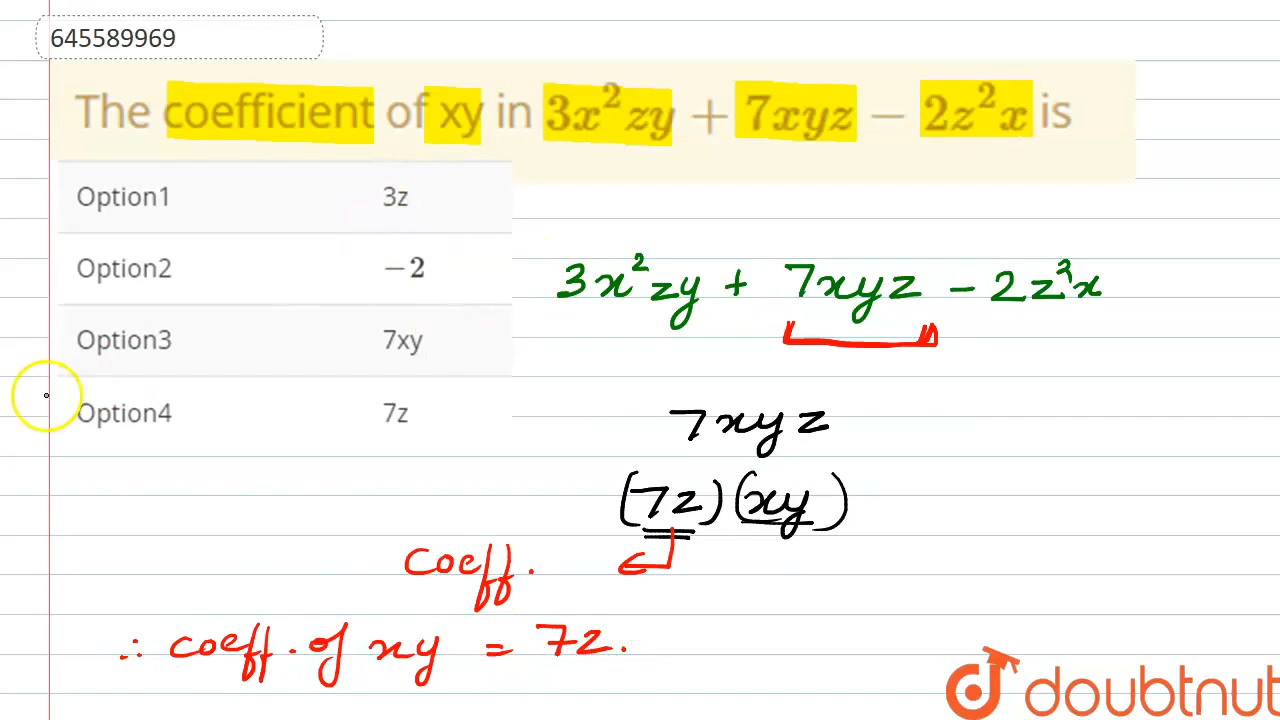 645589969
The coefficient of xy in 3x²zy + 7xyz − 2z²x is
Option1 3z
Option2 −2
Option3 7xy
Option4 7z
3x²zy + 7xyz − 2z²x
7xyz
(7z)(xy)
Coeff.
∴ coeff. of xy = 7z.
doubtnut